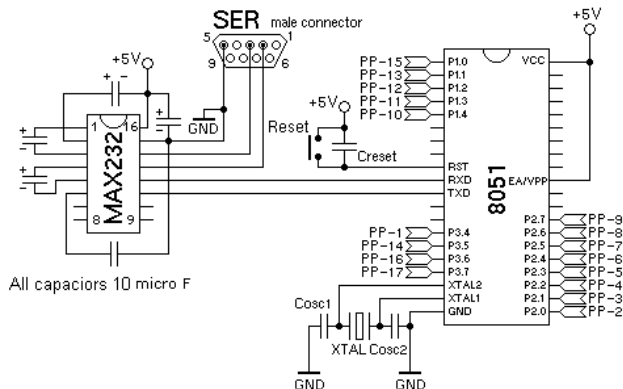 SER male connector
5 1
9 6
+5V
+ -
+
-
GND
1 16
MAX232
8 9
+
-
+
-
All capaciors 10 micro F
+5V
Reset
Creset
PP-15 P1.0
PP-13 P1.1
PP-12 P1.2
PP-11 P1.3
PP-10 P1.4
RST
RXD
TXD
PP-1 P3.4
PP-14 P3.5
PP-16 P3.6
PP-17 P3.7
XTAL2
XTAL1
GND
8051
+5V
VCC
EA/VPP
P2.7 PP-9
P2.6 PP-8
P2.5 PP-7
P2.4 PP-6
P2.3 PP-5
P2.2 PP-4
P2.1 PP-3
P2.0 PP-2
Cosc1
XTAL Cosc2
GND GND